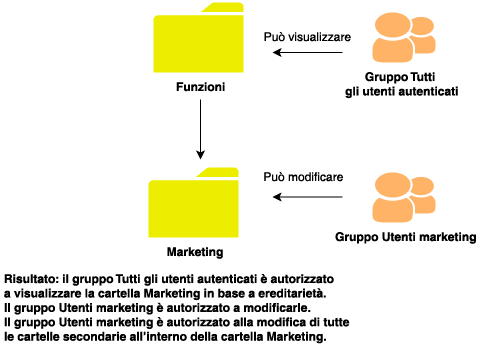 Può visualizzare
Funzioni
Gruppo Tutti
gli utenti autenticati
Può modificare
Marketing
Gruppo Utenti marketing
Risultato: il gruppo Tutti gli utenti autenticati è autorizzato
a visualizzare la cartella Marketing in base a ereditarietà.
Il gruppo Utenti marketing è autorizzato a modificarle.
Il gruppo Utenti marketing è autorizzato alla modifica di tutte
le cartelle secondarie all'interno della cartella Marketing.